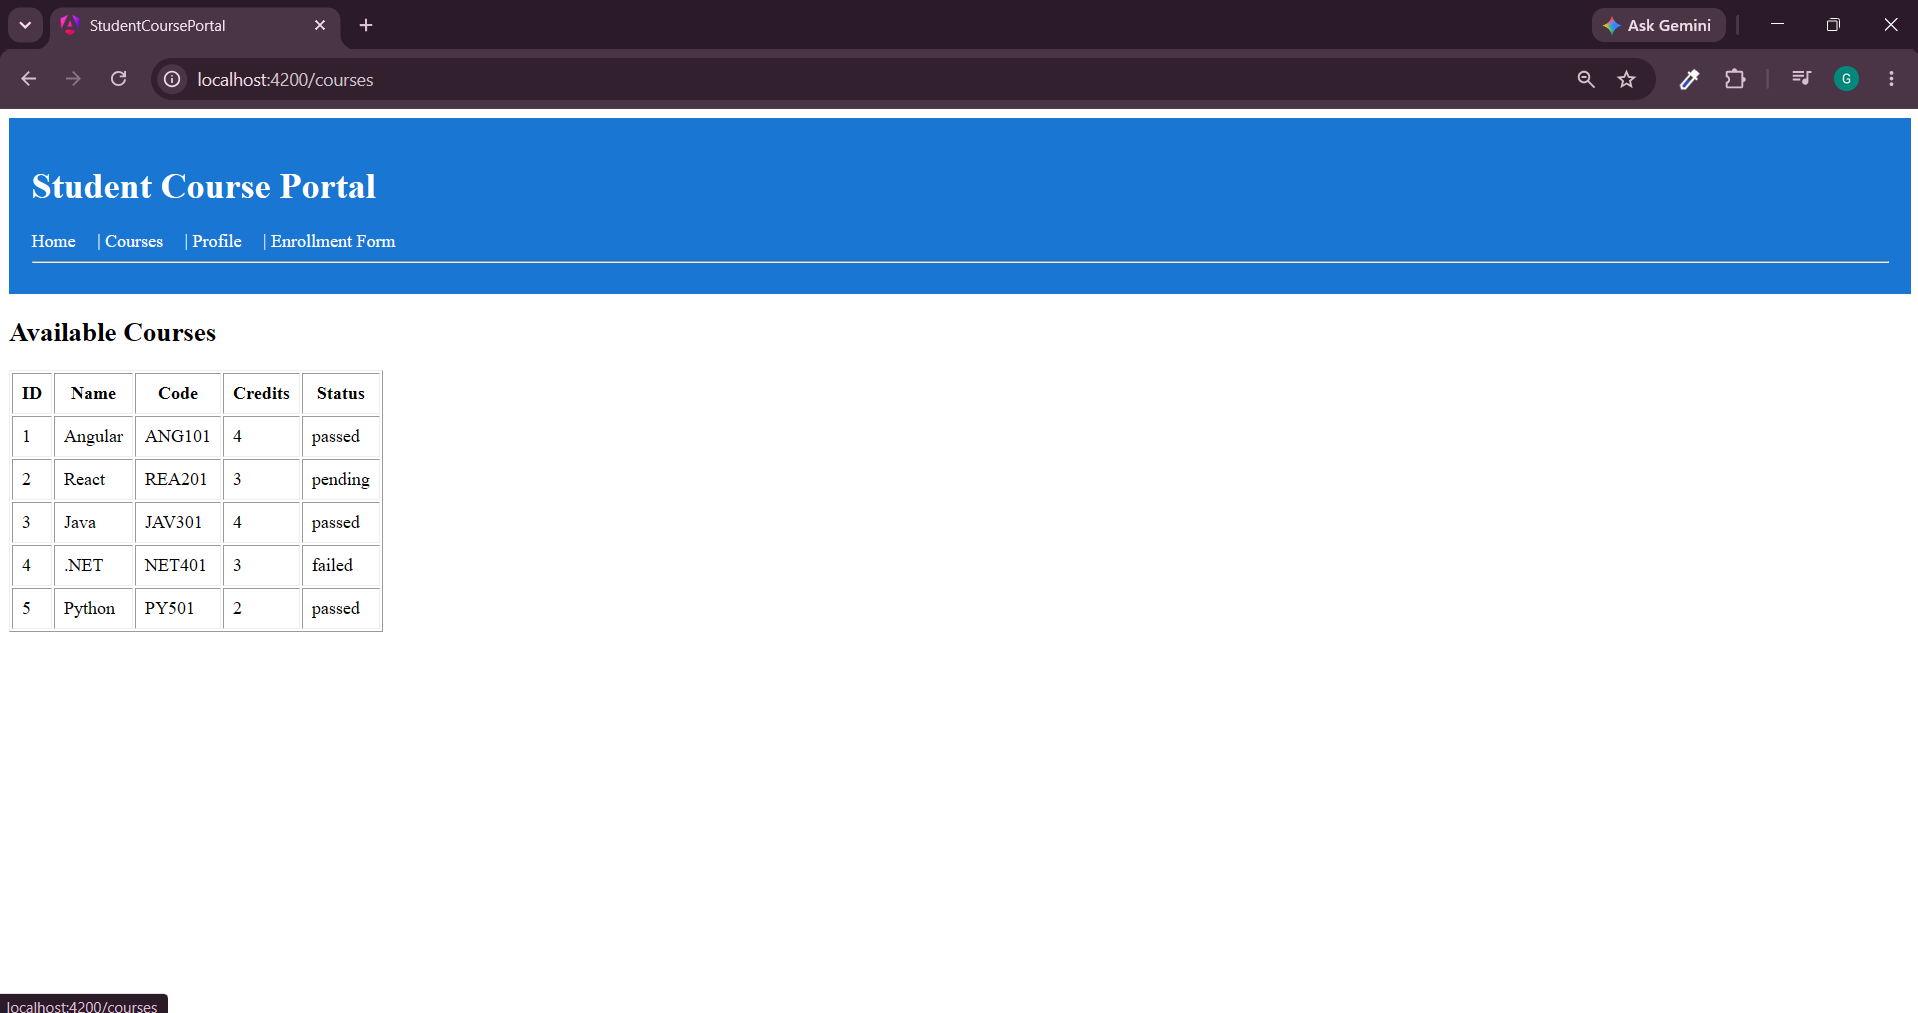 StudentCoursePortal
Ask Gemini
localhost:4200/courses
G
Student Course Portal
Home | Courses | Profile | Enrollment Form
Available Courses
ID Name Code Credits Status
1 Angular ANG101 4 passed
2 React REA201 3 pending
3 Java JAV301 4 passed
4 .NET NET401 3 failed
5 Python PY501 2 passed
localhost:4200/courses